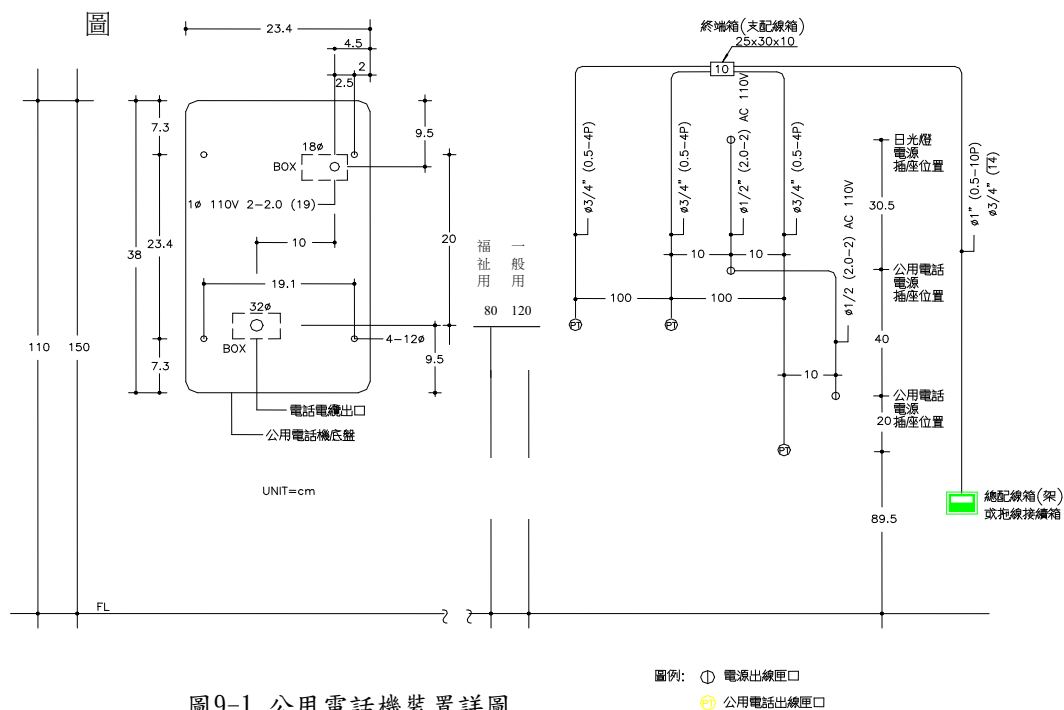 圖
23.4
4.5
2
2.5
7.3
9.5
18ø
BOX
1ø 110V 2-2.0 (19)
38
23.4
10
20
19.1
32ø
BOX
4-12ø
110
150
7.3
9.5
電話電纜出口
公用電話機底盤
UNIT=cm
FL
福祉用
一般用
80
120
終端箱(支配線箱)
25x30x10
10
ø3/4" (0.5-4P)
ø3/4" (0.5-4P)
ø1/2" (2.0-2) AC 110V
ø3/4" (0.5-4P)
ø1/2 (2.0-2) AC 110V
ø1" (0.5-10P)
ø3/4" (14)
10
10
100
100
PT
PT
10
PT
日光燈
電源
插座位置
30.5
公用電話
電源
插座位置
40
公用電話
電源
插座位置
20
89.5
總配線箱(架)
或拖線接續箱
圖例:
電源出線匣口
PT 公用電話出線匣口
圖9-1 公用電話機裝置詳圖